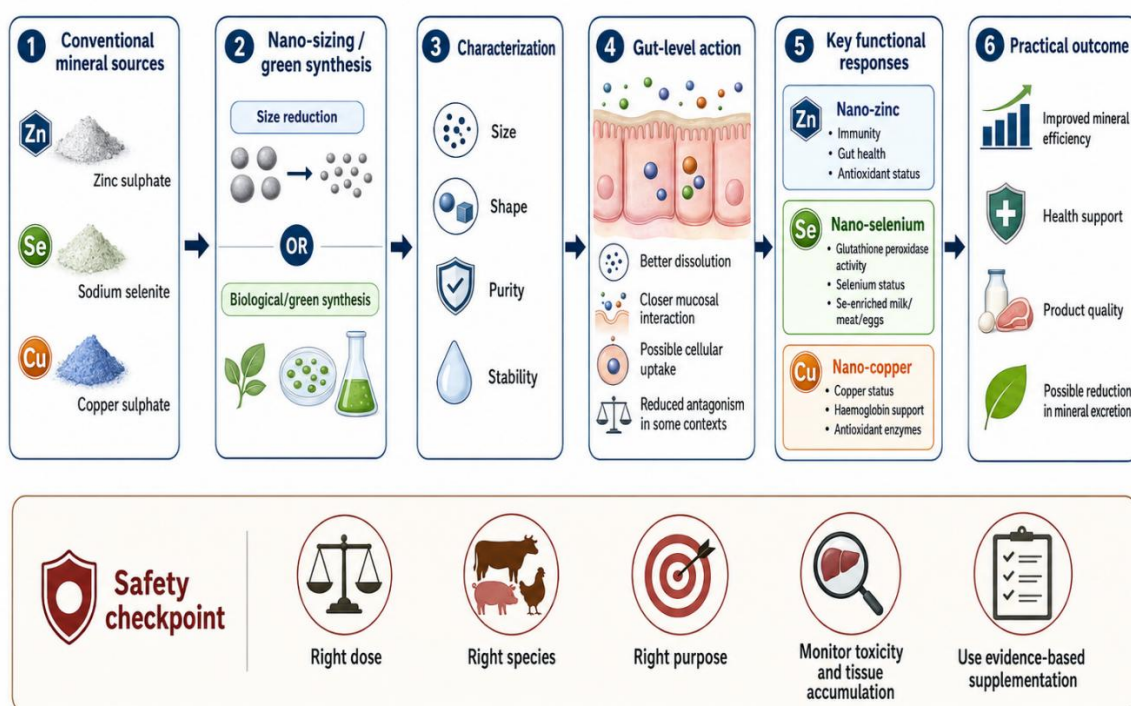 1 Conventional
mineral sources
Zn
Zinc sulphate
Se
Sodium selenite
Cu
Copper sulphate
2 Nano-sizing /
green synthesis
Size reduction
OR
Biological/green synthesis
3 Characterization
Size
Shape
Purity
Stability
4 Gut-level action
Better dissolution
Closer mucosal
interaction
Possible cellular
uptake
Reduced antagonism
in some contexts
5 Key functional
responses
Zn Nano-zinc
• Immunity
• Gut health
• Antioxidant status
Se Nano-selenium
• Glutathione peroxidase
activity
• Selenium status
• Se-enriched milk/
meat/eggs
Cu Nano-copper
• Copper status
• Haemoglobin support
• Antioxidant enzymes
6 Practical outcome
Improved mineral
efficiency
Health support
Product quality
Possible reduction
in mineral excretion
Safety
checkpoint
Right dose
Right species
Right purpose
Monitor toxicity
and tissue
accumulation
Use evidence-based
supplementation